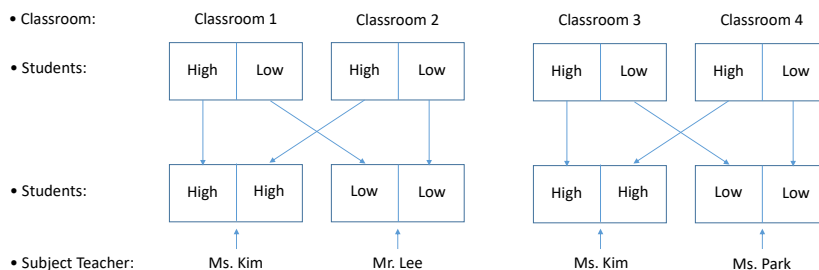 • Classroom: Classroom 1 Classroom 2 Classroom 3 Classroom 4
• Students: High Low High Low High Low High Low
• Students: High High Low Low High High Low Low
• Subject Teacher: Ms. Kim Mr. Lee Ms. Kim Ms. Park